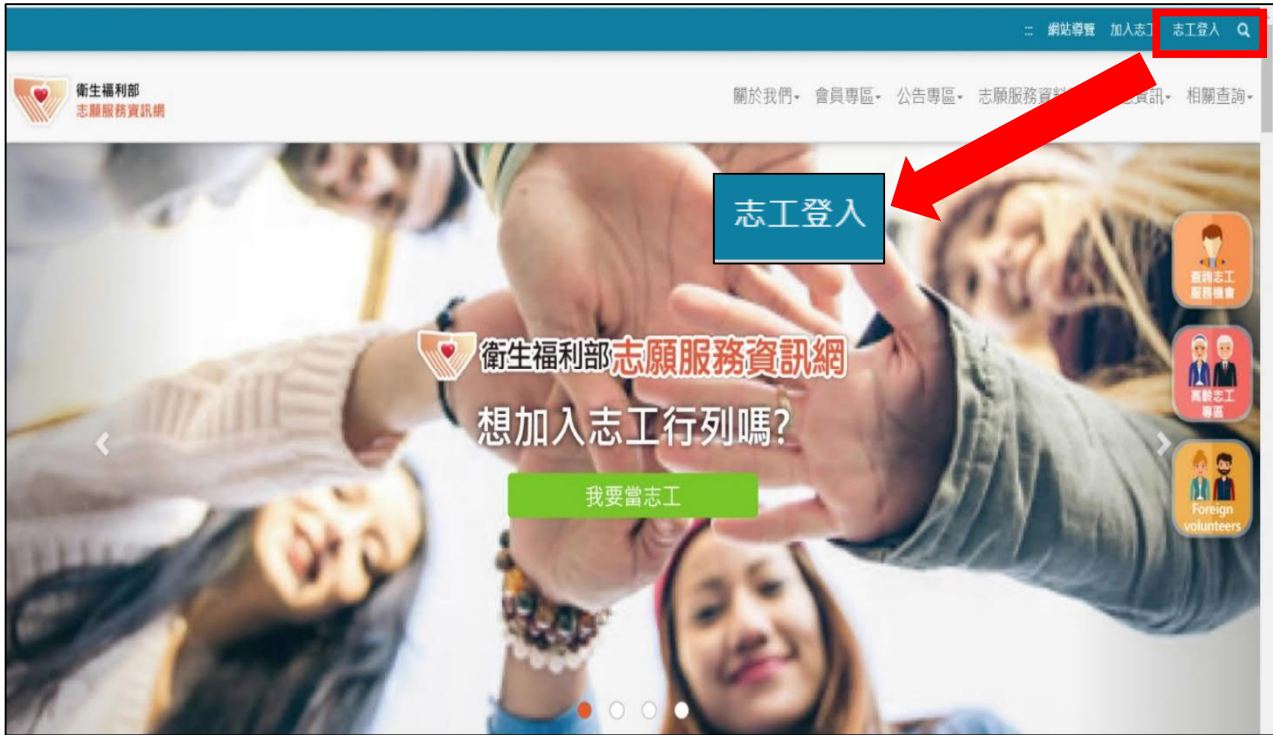 ::: 網站導覽 加入志工 志工登入
衛生福利部
志願服務資訊網
關於我們 會員專區 公告專區 志願服務資料 資訊 相關查詢
志工登入
查詢志工
服務機會
衛生福利部志願服務資訊網
高齡志工
專區
想加入志工行列嗎?
我要當志工
Foreign
volunteers